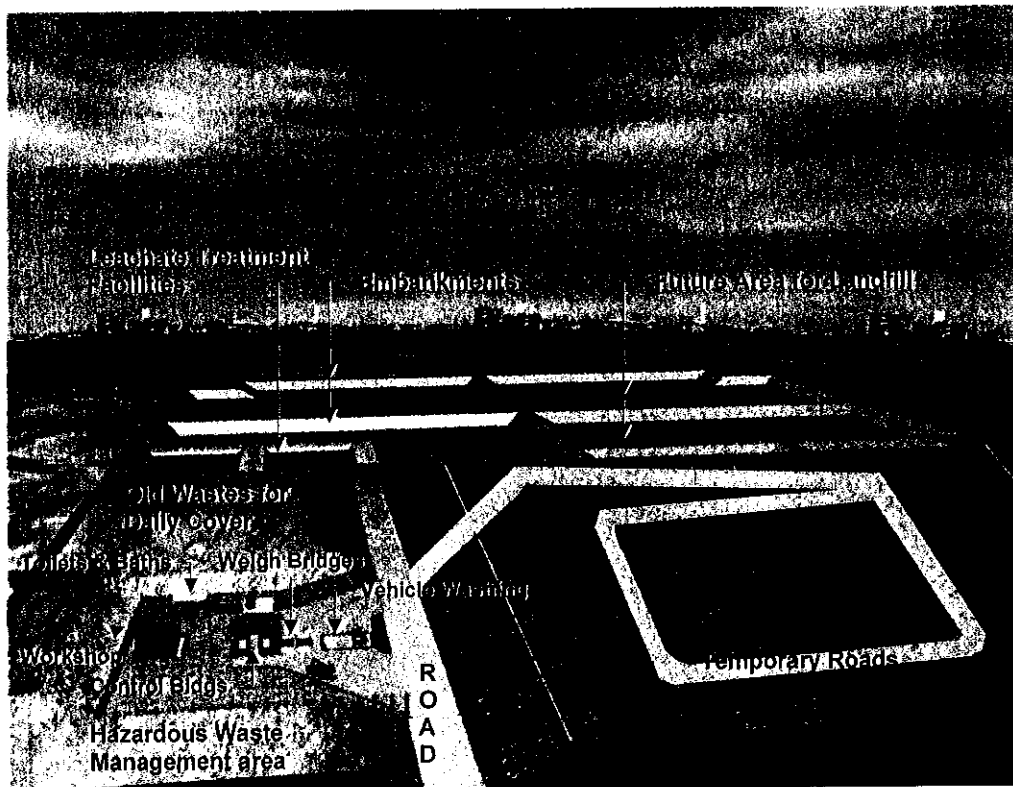 Leachate Treatment
Facilities
Embankments
Future Area for Landfill
Old Wastes for
Daily Cover
Toilets & Baths
Weigh Bridges
Vehicle Washing
Workshop
Control Bldgs
Temporary Roads
ROAD
Hazardous Waste
Management area